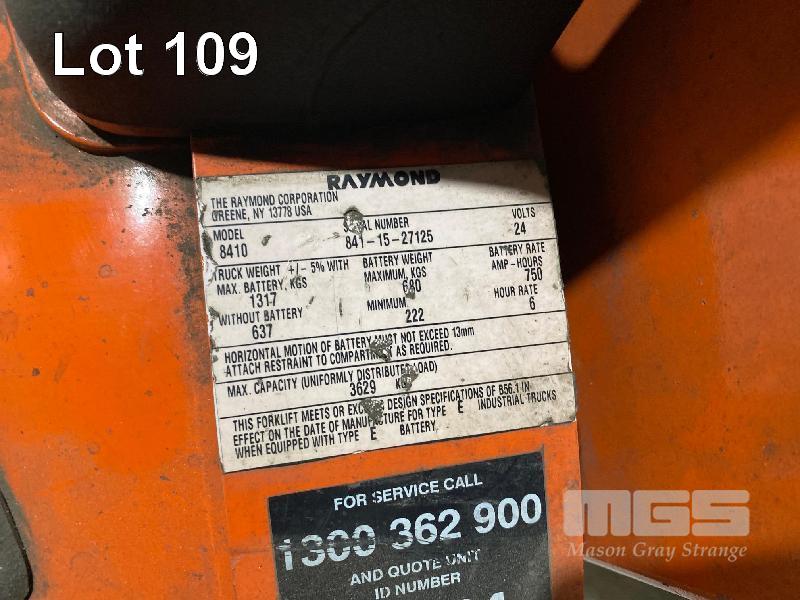 Lot 109
RAYMOND
THE RAYMOND CORPORATION
GREENE, NY 13778 USA
MODEL SERIAL NUMBER VOLTS
8410 841-15-27125 24
TRUCK WEIGHT +/- 5% WITH BATTERY WEIGHT BATTERY RATE
MAX. BATTERY, KGS MAXIMUM, KGS AMP-HOURS
1317 680 750
WITHOUT BATTERY MINIMUM HOUR RATE
637 222 6
HORIZONTAL MOTION OF BATTERY MUST NOT EXCEED 13mm
ATTACH RESTRAINT TO COMPARTMENT AS REQUIRED.
MAX. CAPACITY (UNIFORMLY DISTRIBUTED LOAD)
3629 KGS
THIS FORKLIFT MEETS OR EXCEEDS DESIGN SPECIFICATIONS OF B56.1 IN
EFFECT ON THE DATE OF MANUFACTURE FOR TYPE E INDUSTRIAL TRUCKS
WHEN EQUIPPED WITH TYPE E BATTERY.
FOR SERVICE CALL
1300 362 900
AND QUOTE UNIT
ID NUMBER
MGS
Mason Gray Strange